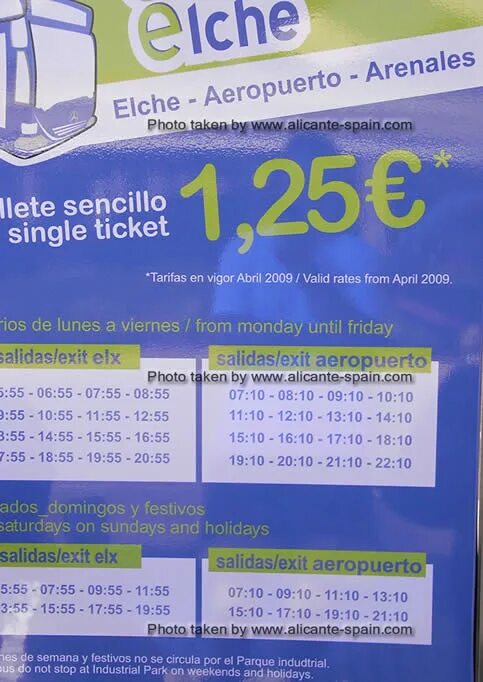 elche
Elche - Aeropuerto - Arenales
Photo taken by www.alicante-spain.com
llete sencillo
single ticket
1,25€*
*Tarifas en vigor Abril 2009 / Valid rates from April 2009.
rios de lunes a viernes / from monday until friday
salidas/exit elx
5:55 - 06:55 - 07:55 - 08:55
9:55 - 10:55 - 11:55 - 12:55
3:55 - 14:55 - 15:55 - 16:55
7:55 - 18:55 - 19:55 - 20:55
salidas/exit aeropuerto
Photo taken by www.alicante-spain.com
07:10 - 08:10 - 09:10 - 10:10
11:10 - 12:10 - 13:10 - 14:10
15:10 - 16:10 - 17:10 - 18:10
19:10 - 20:10 - 21:10 - 22:10
ados_domingos y festivos
saturdays on sundays and holidays
salidas/exit elx
5:55 - 07:55 - 09:55 - 11:55
3:55 - 15:55 - 17:55 - 19:55
salidas/exit aeropuerto
07:10 - 09:10 - 11:10 - 13:10
15:10 - 17:10 - 19:10 - 21:10
Photo taken by www.alicante-spain.com
nes de semana y festivos no se circula por el Parque indudtrial.
ous do not stop at Industrial Park on weekends and holidays.